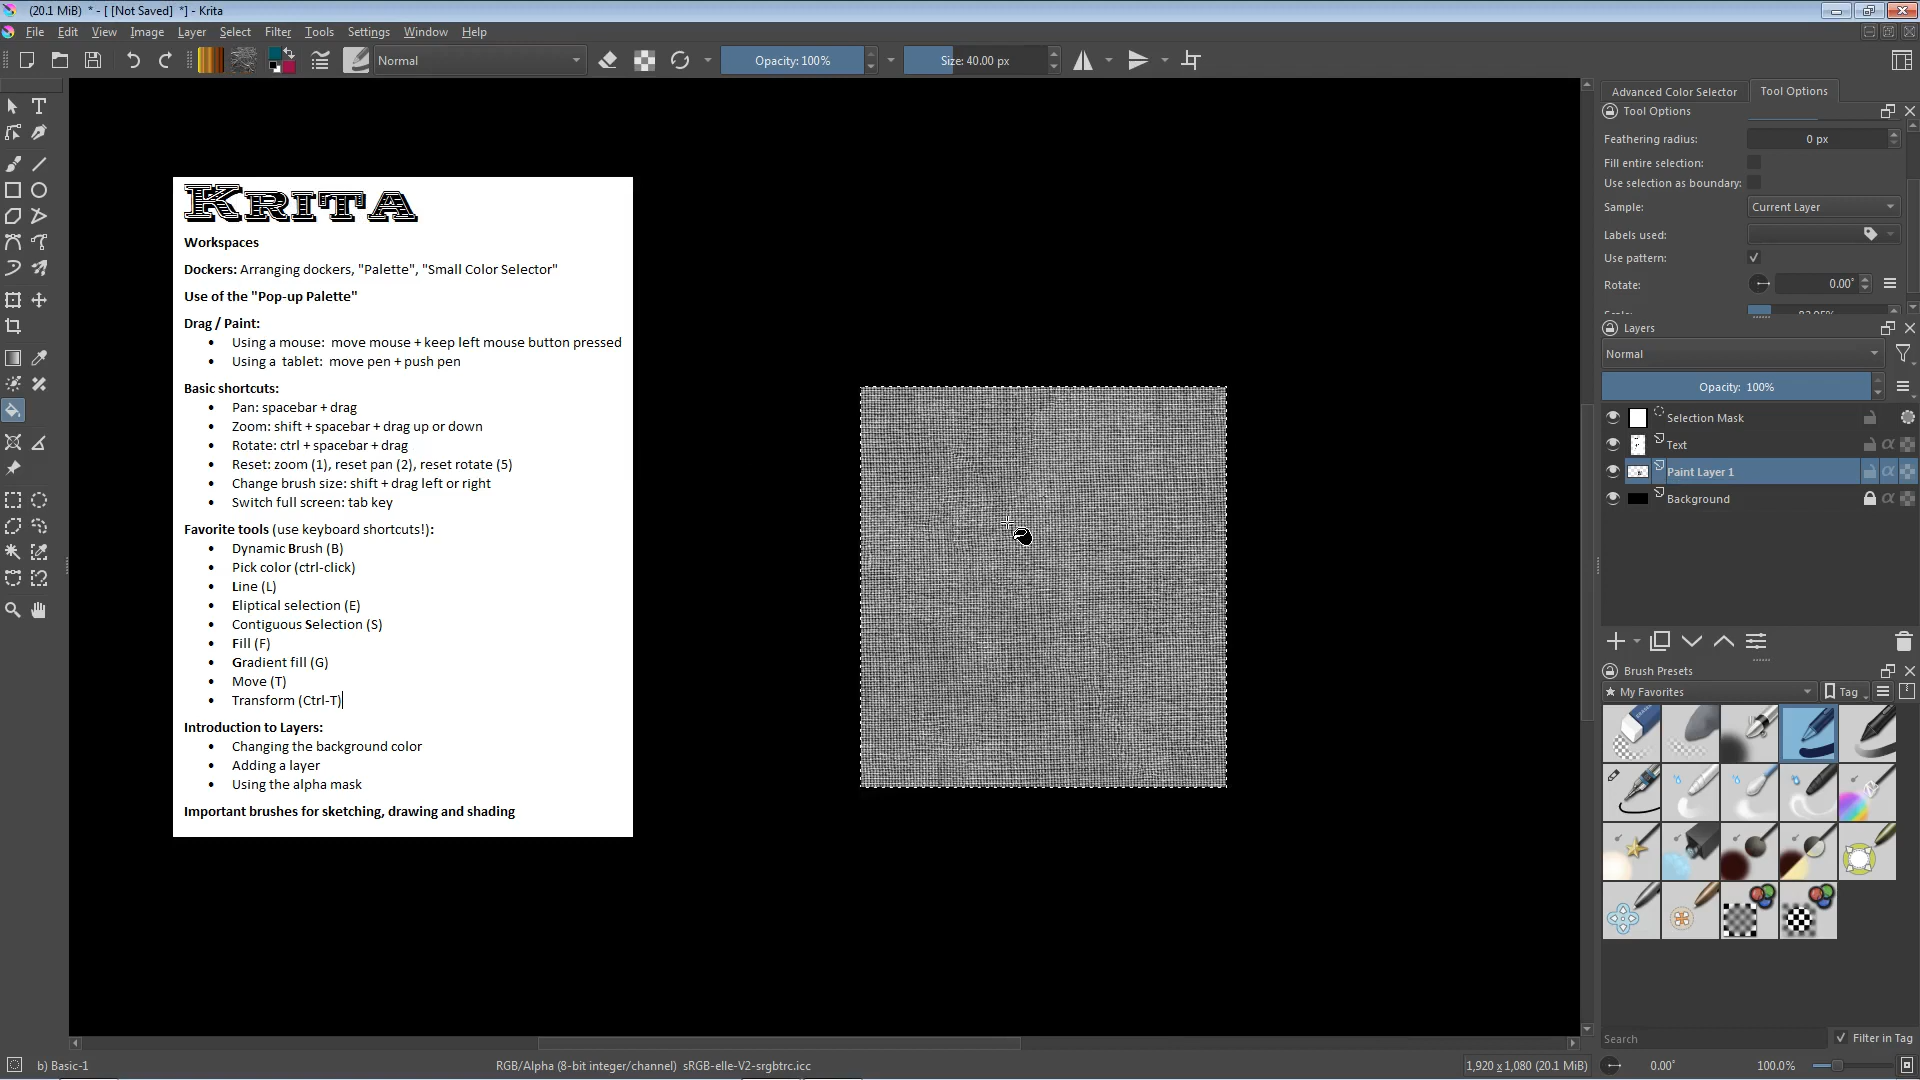 (20.1 MiB) * - [ [Not Saved] *] - Krita
File Edit View Image Layer Select Filter Tools Settings Window Help
Normal
Opacity: 100%
Size: 40.00 px
Advanced Color Selector
Tool Options
Tool Options
Feathering radius: 0 px
Fill entire selection:
Use selection as boundary:
Sample: Current Layer
Labels used:
Use pattern:
Rotate: 0.00°
Layers
Normal
Opacity: 100%
Selection Mask
Text
Paint Layer 1
Background
Brush Presets
My Favorites
Tag
Search
Filter in Tag
KRITA
Workspaces
Dockers: Arranging dockers, "Palette", "Small Color Selector"
Use of the "Pop-up Palette"
Drag / Paint:
• Using a mouse: move mouse + keep left mouse button pressed
• Using a tablet: move pen + push pen
Basic shortcuts:
• Pan: spacebar + drag
• Zoom: shift + spacebar + drag up or down
• Rotate: ctrl + spacebar + drag
• Reset: zoom (1), reset pan (2), reset rotate (5)
• Change brush size: shift + drag left or right
• Switch full screen: tab key
Favorite tools (use keyboard shortcuts!):
• Dynamic Brush (B)
• Pick color (ctrl-click)
• Line (L)
• Eliptical selection (E)
• Contiguous Selection (S)
• Fill (F)
• Gradient fill (G)
• Move (T)
• Transform (Ctrl-T)
Introduction to Layers:
• Changing the background color
• Adding a layer
• Using the alpha mask
Important brushes for sketching, drawing and shading
b) Basic-1
RGB/Alpha (8-bit integer/channel) sRGB-elle-V2-srgbtrc.icc
1,920 x 1,080 (20.1 MiB)
0.00°
100.0%